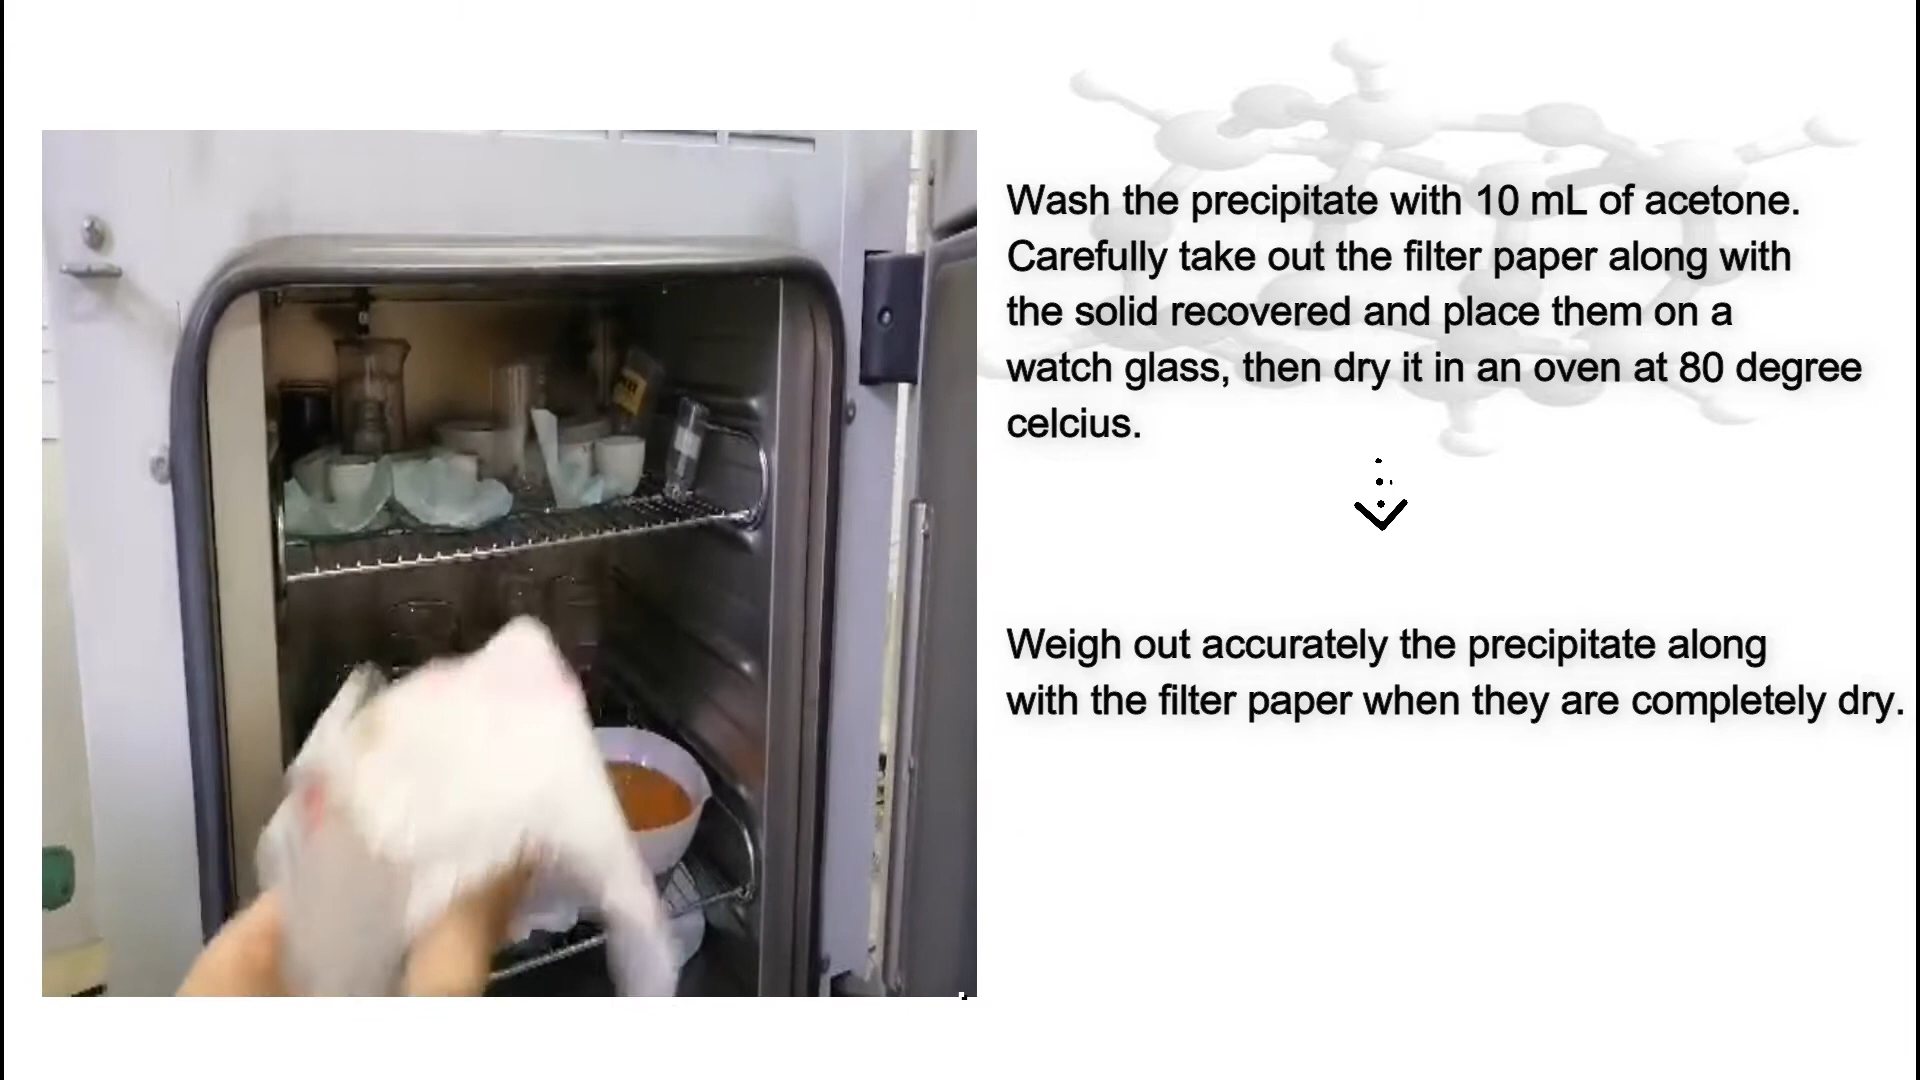 Wash the precipitate with 10 mL of acetone.
Carefully take out the filter paper along with
the solid recovered and place them on a
watch glass, then dry it in an oven at 80 degree
celcius.
Weigh out accurately the precipitate along
with the filter paper when they are completely dry.